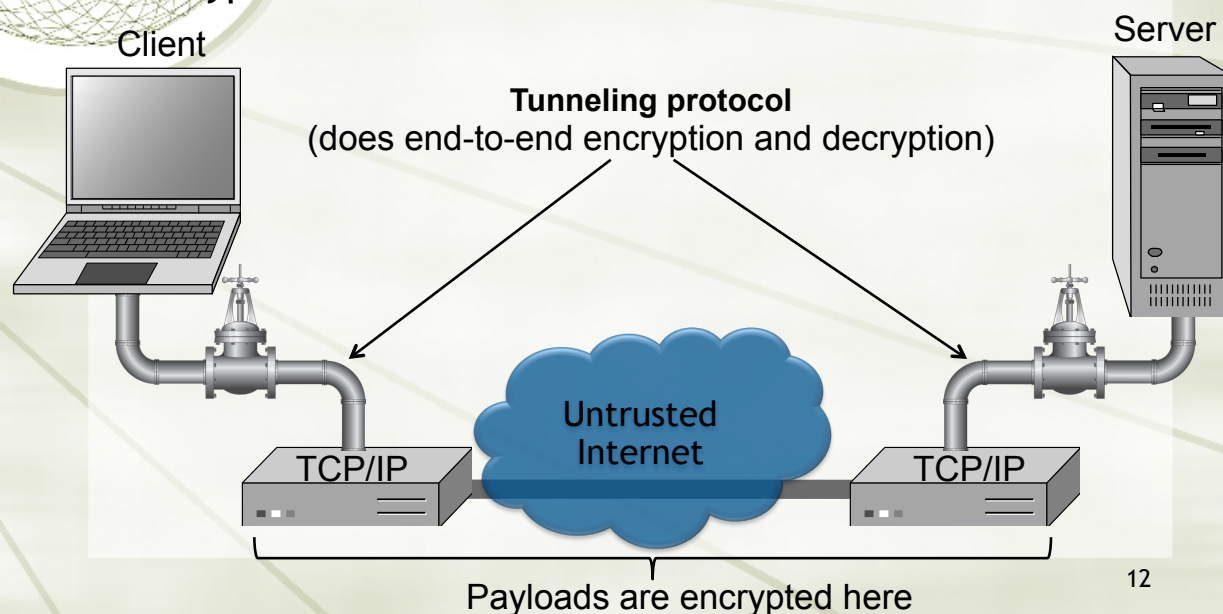 Client
Server
Tunneling protocol
(does end-to-end encryption and decryption)
Untrusted
Internet
TCP/IP
TCP/IP
Payloads are encrypted here
12